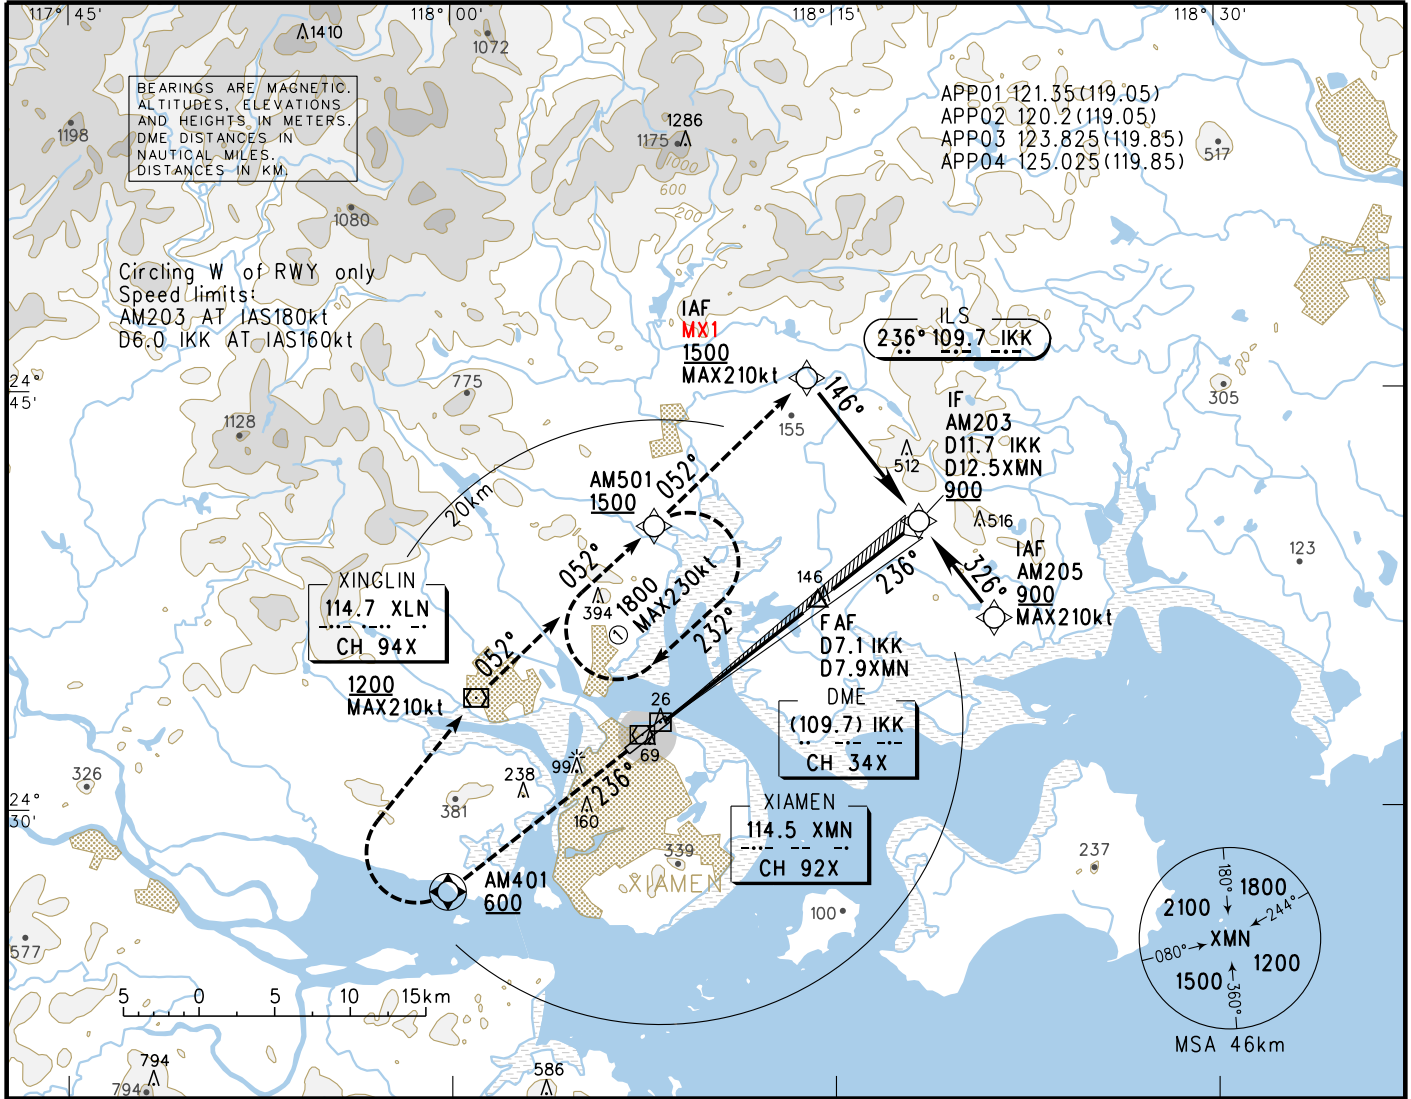 117° 45'
118° 00'
118° 15'
118° 30'
1410
1072
BEARINGS ARE MAGNETIC.
ALTITUDES, ELEVATIONS
AND HEIGHTS IN METERS.
DME DISTANCES IN
NAUTICAL MILES.
DISTANCES IN KM.
APP01 121.35(119.05)
APP02 120.2(119.05)
APP03 123.825(119.85)
APP04 125.025(119.85)
1198
1286
1175
1000
600
200
517
1080
Circling W of RWY only
Speed limits:
AM203 AT IAS180kt
D6.0 IKK AT IAS160kt
IAF
MX1
1500
MAX210kt
ILS
236° 109.7 IKK
24°
45'
775
1128
146°
155
305
IF
AM203
D11.7 IKK
D12.5XMN
900
512
516
20km
AM501
1500
052°
052°
IAF
AM205
900
MAX210kt
326°
123
XINGLIN
114.7 XLN
CH 94X
394
1800
MAX230kt
1
232°
146
236°
FAF
D7.1 IKK
D7.9XMN
052°
1200
MAX210kt
26
69
DME
(109.7) IKK
CH 34X
99
238
236°
160
326
381
24°
30'
XIAMEN
114.5 XMN
CH 92X
339
XIAMEN
237
AM401
600
100
577
180°
1800
2100
244°
XMN
080°
1200
1500
360°
MSA 46km
5 0 5 10 15km
794
794
586